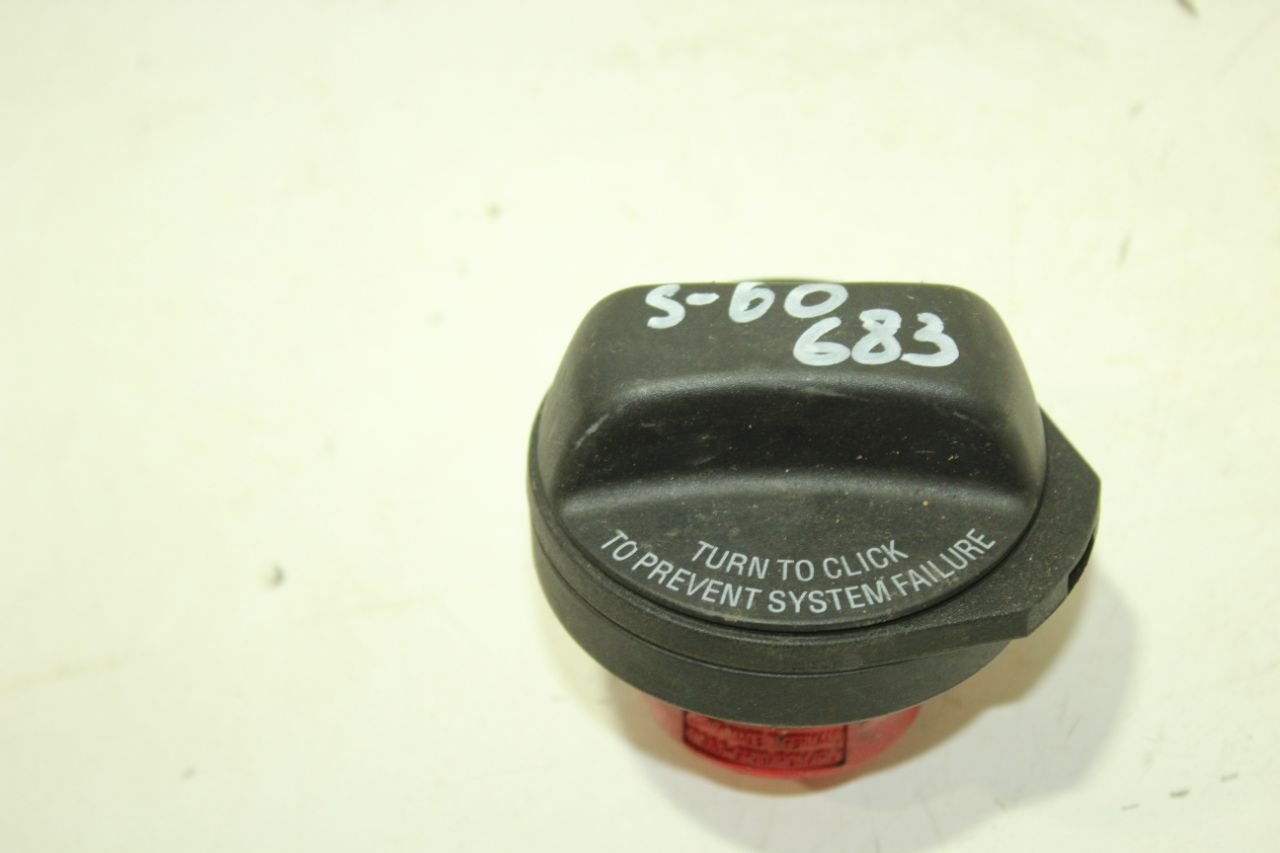 S-60
683
TURN TO CLICK
TO PREVENT SYSTEM FAILURE